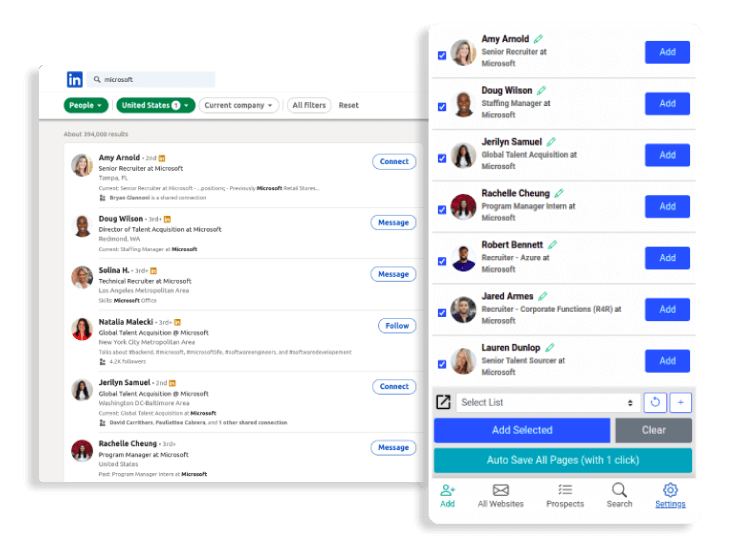 in
microsoft
People
United States 1
Current company
All filters
Reset
About 394,000 results
Amy Arnold • 2nd in
Senior Recruiter at Microsoft
Tampa, FL
Current: Senior Recruiter at Microsoft - ...positions; - Previously Microsoft Retail Stores...
Bryan Giannoni is a shared connection
Connect
Doug Wilson • 3rd+ in
Director of Talent Acquisition at Microsoft
Redmond, WA
Current: Staffing Manager at Microsoft
Message
Solina H. • 3rd+ in
Technical Recruiter at Microsoft
Los Angeles Metropolitan Area
Skills: Microsoft Office
Message
Natalia Malecki • 3rd+ in
Global Talent Acquisition @ Microsoft
New York City Metropolitan Area
Talks about #backend, #microsoft, #microsoftlife, #softwareengineers, and #softwaredevelopement
4.2K followers
Follow
Jerilyn Samuel • 2nd in
Global Talent Acquisition @ Microsoft
Washington DC-Baltimore Area
Current: Global Talent Acquisition at Microsoft
David Carrithers, Paulietina Cabrera, and 1 other shared connection
Connect
Rachelle Cheung • 3rd+
Program Manager at Microsoft
United States
Past: Program Manager Intern at Microsoft
Message
Amy Arnold
Senior Recruiter at
Microsoft
Add
Doug Wilson
Staffing Manager at
Microsoft
Add
Jerilyn Samuel
Global Talent Acquisition at
Microsoft
Add
Rachelle Cheung
Program Manager Intern at
Microsoft
Add
Robert Bennett
Recruiter - Azure at
Microsoft
Add
Jared Armes
Recruiter - Corporate Functions (R4R) at
Microsoft
Add
Lauren Dunlop
Senior Talent Sourcer at
Microsoft
Add
Select List
+
Add Selected
Clear
Auto Save All Pages (with 1 click)
Add
All Websites
Prospects
Search
Settings